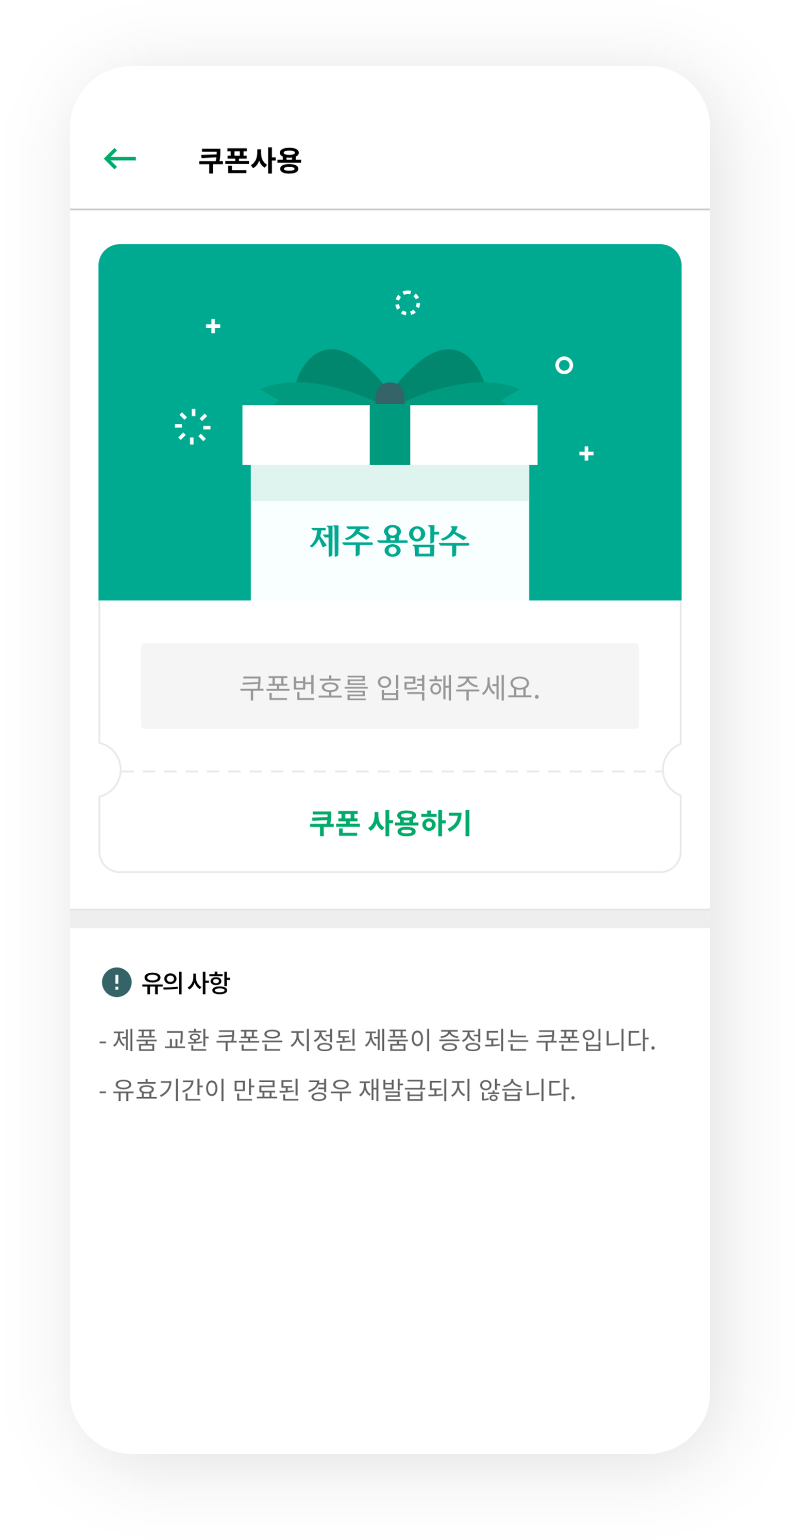 쿠폰사용
제주용암수
쿠폰번호를 입력해주세요.
쿠폰 사용하기
유의사항
- 제품 교환 쿠폰은 지정된 제품이 증정되는 쿠폰입니다.
- 유효기간이 만료된 경우 재발급되지 않습니다.